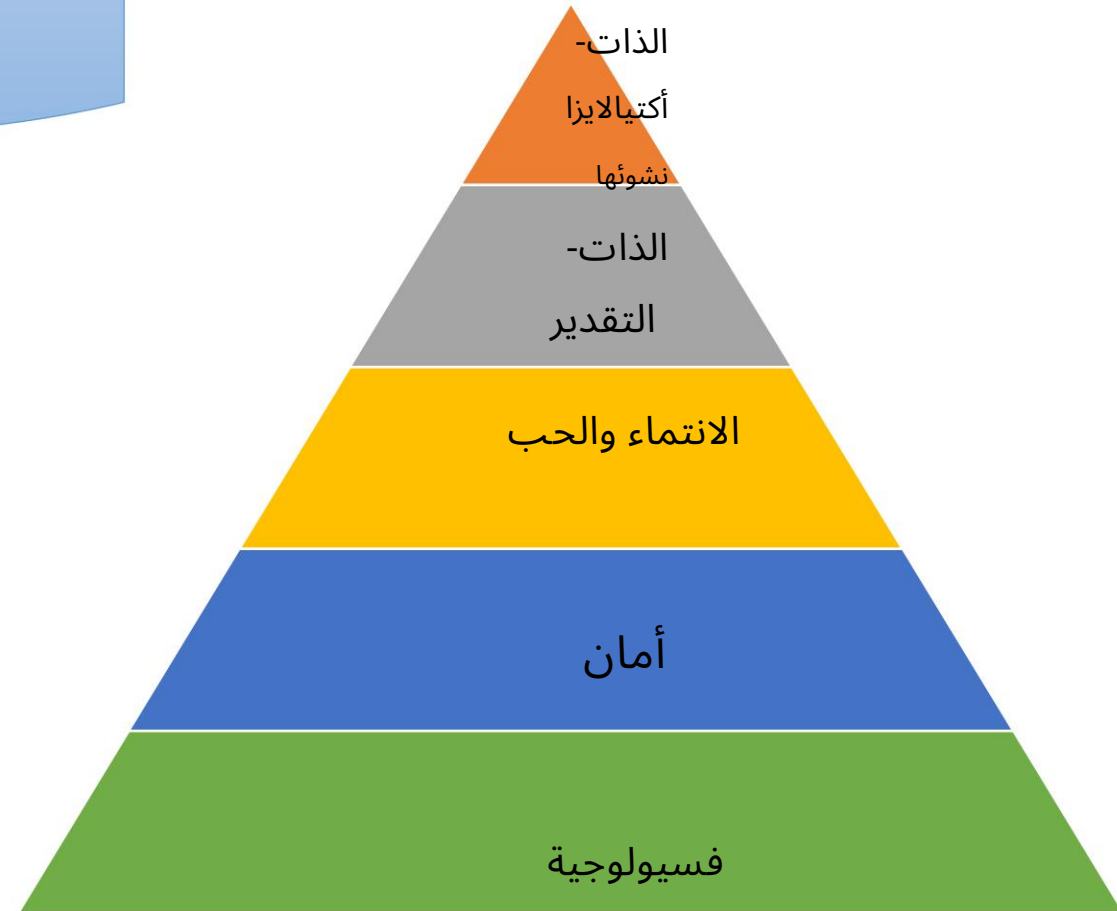 الذات-
أكتيالايزا
نشوئها
الذات-
التقدير
الانتماء والحب
أمان
فسيولوجية